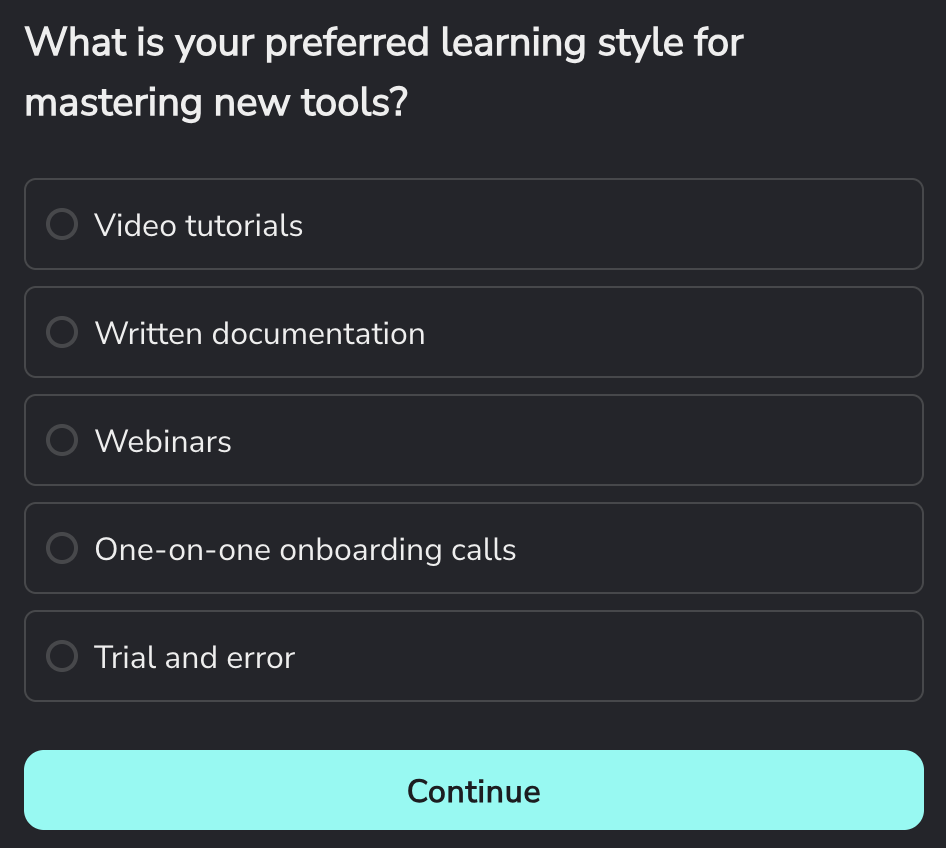 What is your preferred learning style for
mastering new tools?
Video tutorials
Written documentation
Webinars
One-on-one onboarding calls
Trial and error
Continue